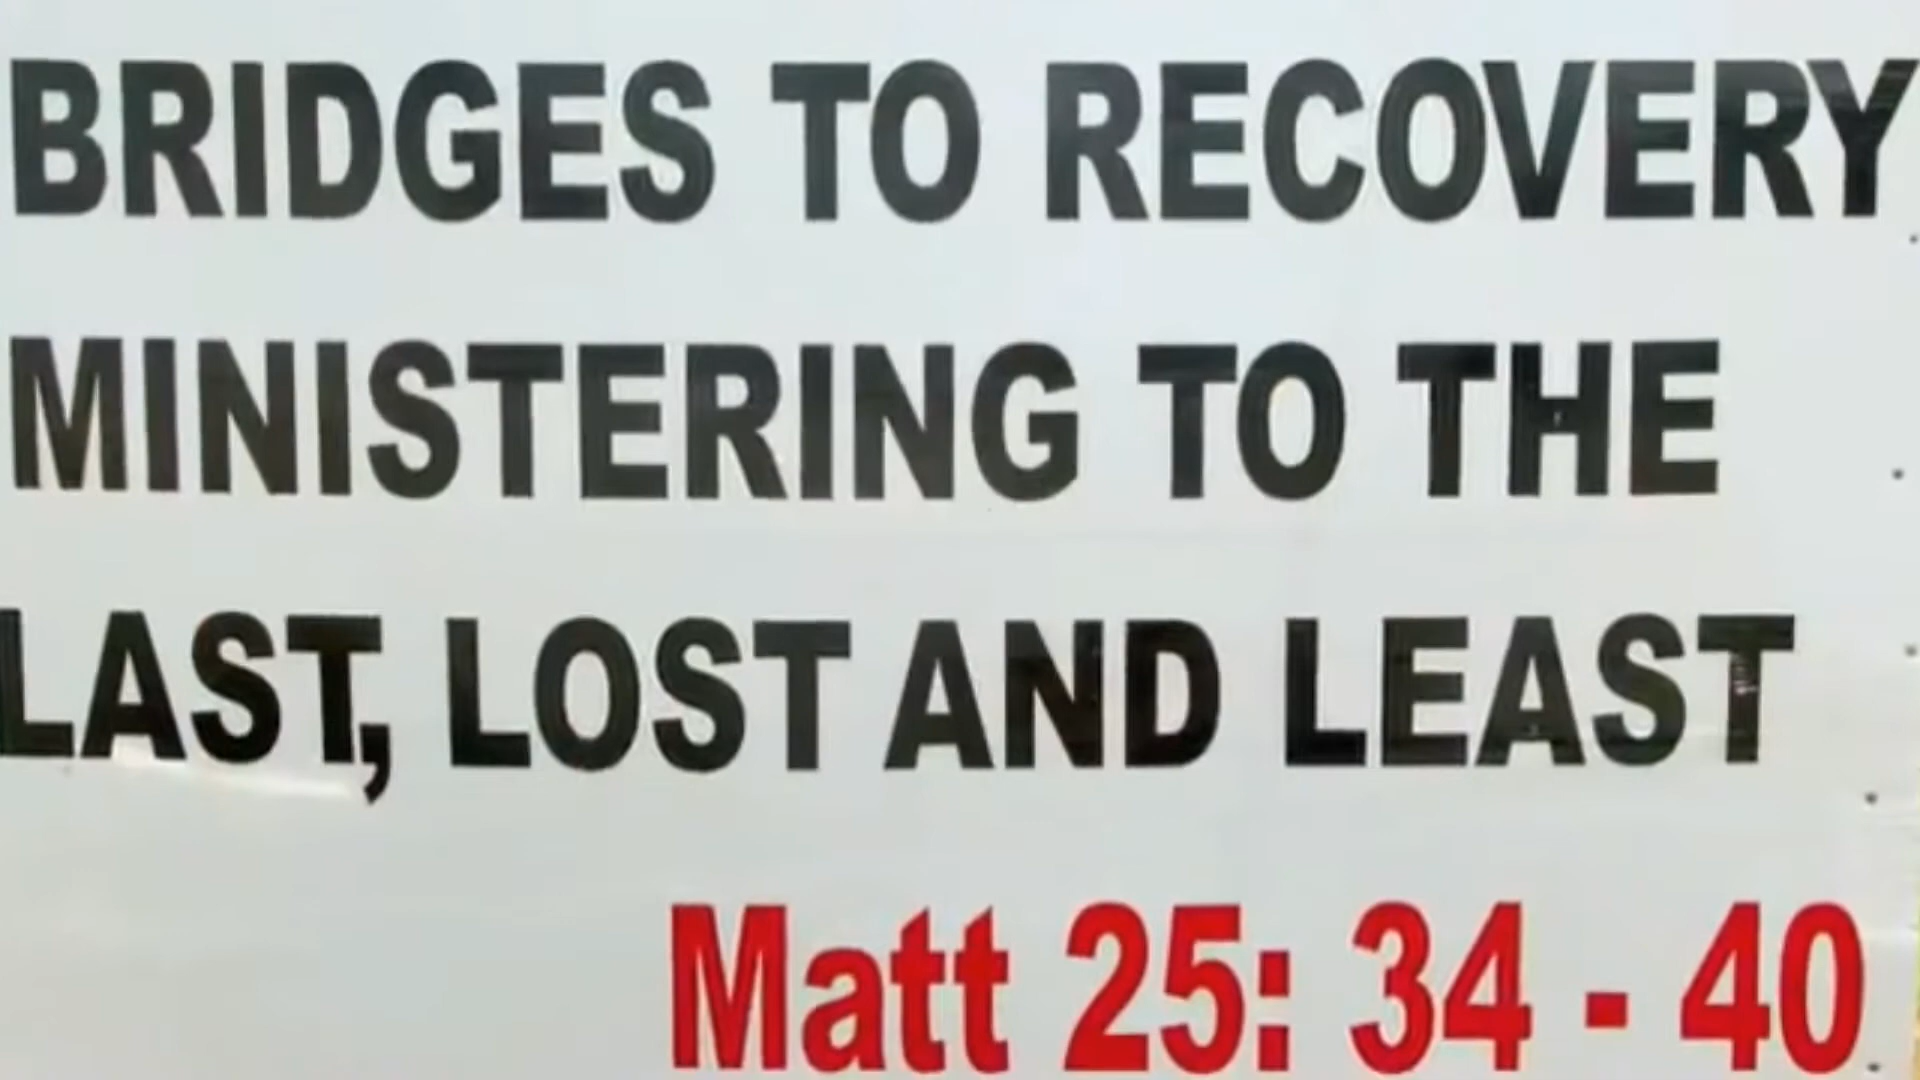 BRIDGES TO RECOVERY
MINISTERING TO THE
LAST, LOST AND LEAST
Matt 25: 34 - 40